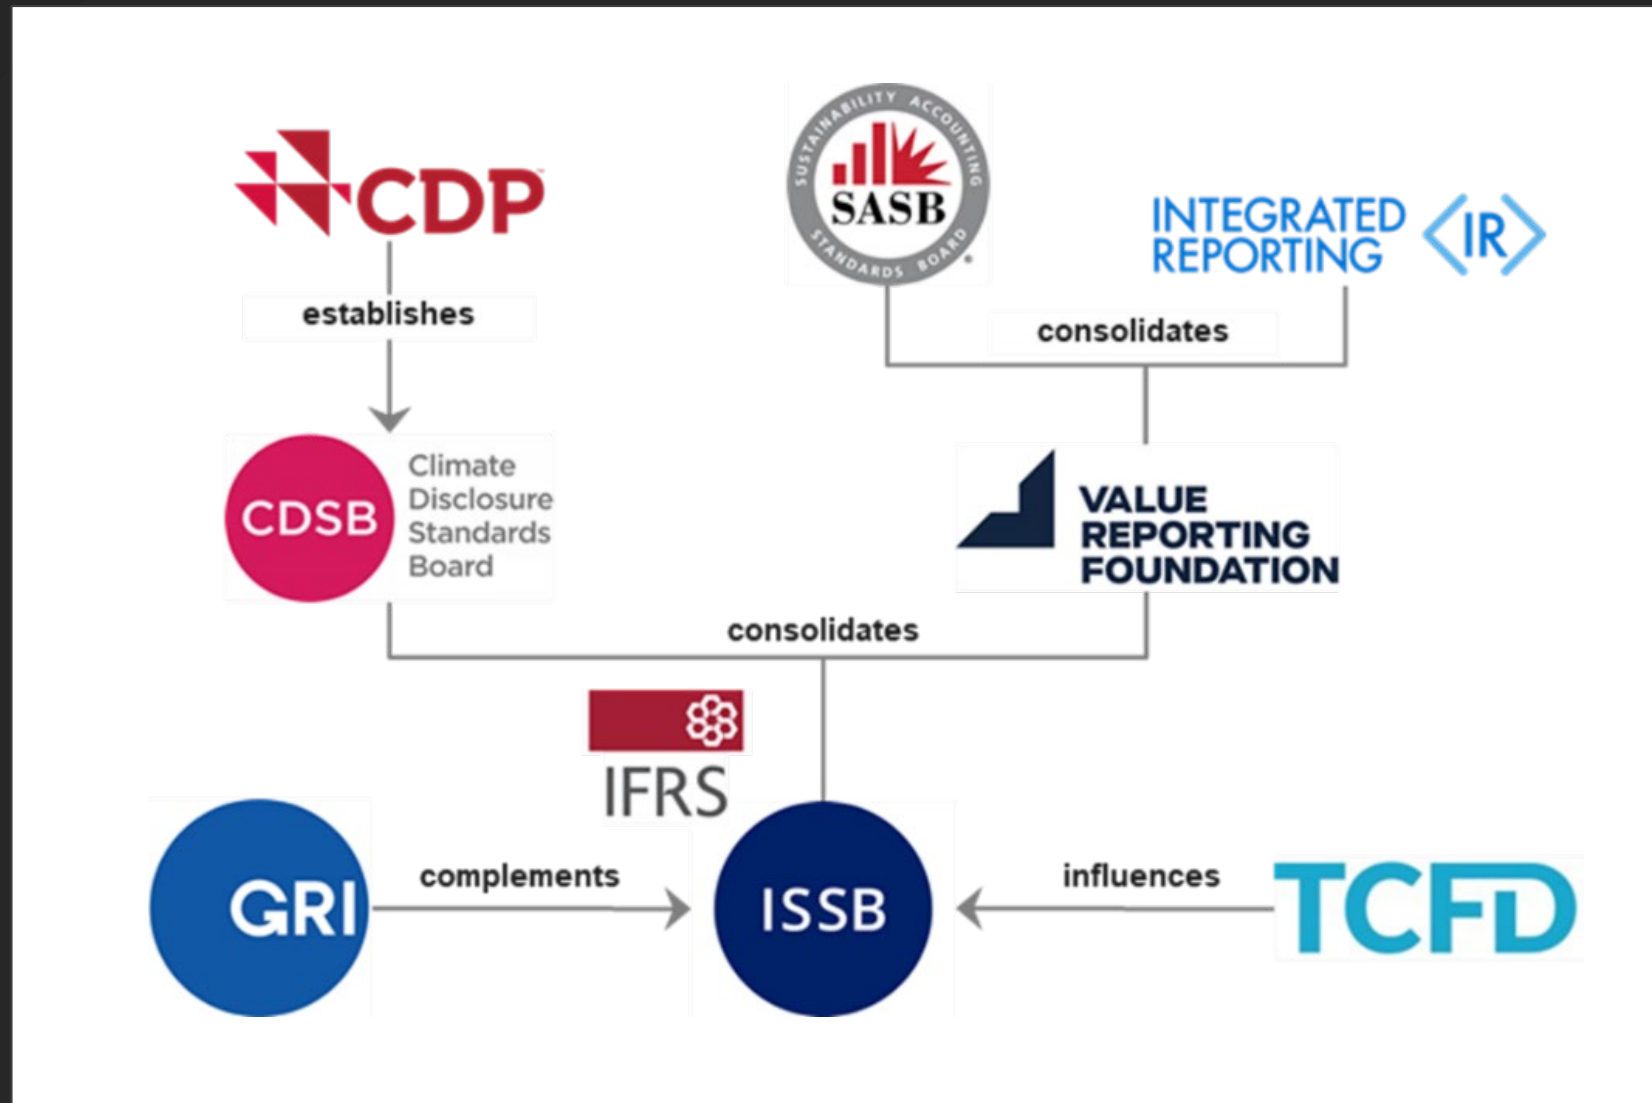 CDP
SUSTAINABILITY ACCOUNTING
SASB
STANDARDS BOARD
INTEGRATED
REPORTING
<IR>
establishes
consolidates
CDSB
Climate
Disclosure
Standards
Board
VALUE
REPORTING
FOUNDATION
consolidates
IFRS
GRI
complements
ISSB
influences
TCFD